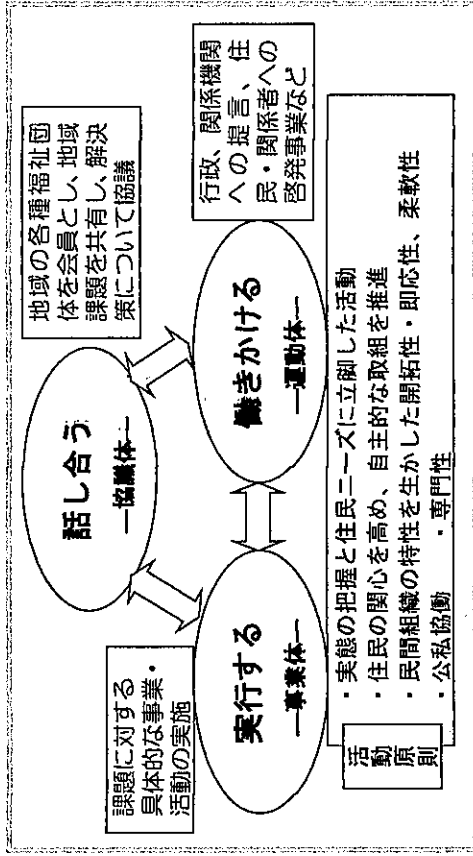 話し合う
―協議体―
地域の各種福祉団
体を会員とし、地域
課題を共有し、解決
策について協議
課題に対する
具体的な事業・
活動の実施
実行する
―事業体―
働きかける
―運動体―
行政、関係機関
への提言、住
民・関係者への
啓発事業など
活動原則
・実態の把握と住民ニーズに立脚した活動
・住民の関心を高め、自主的な取組を推進
・民間組織の特性を生かした開拓性・即応性、柔軟性
・公私協働　・専門性